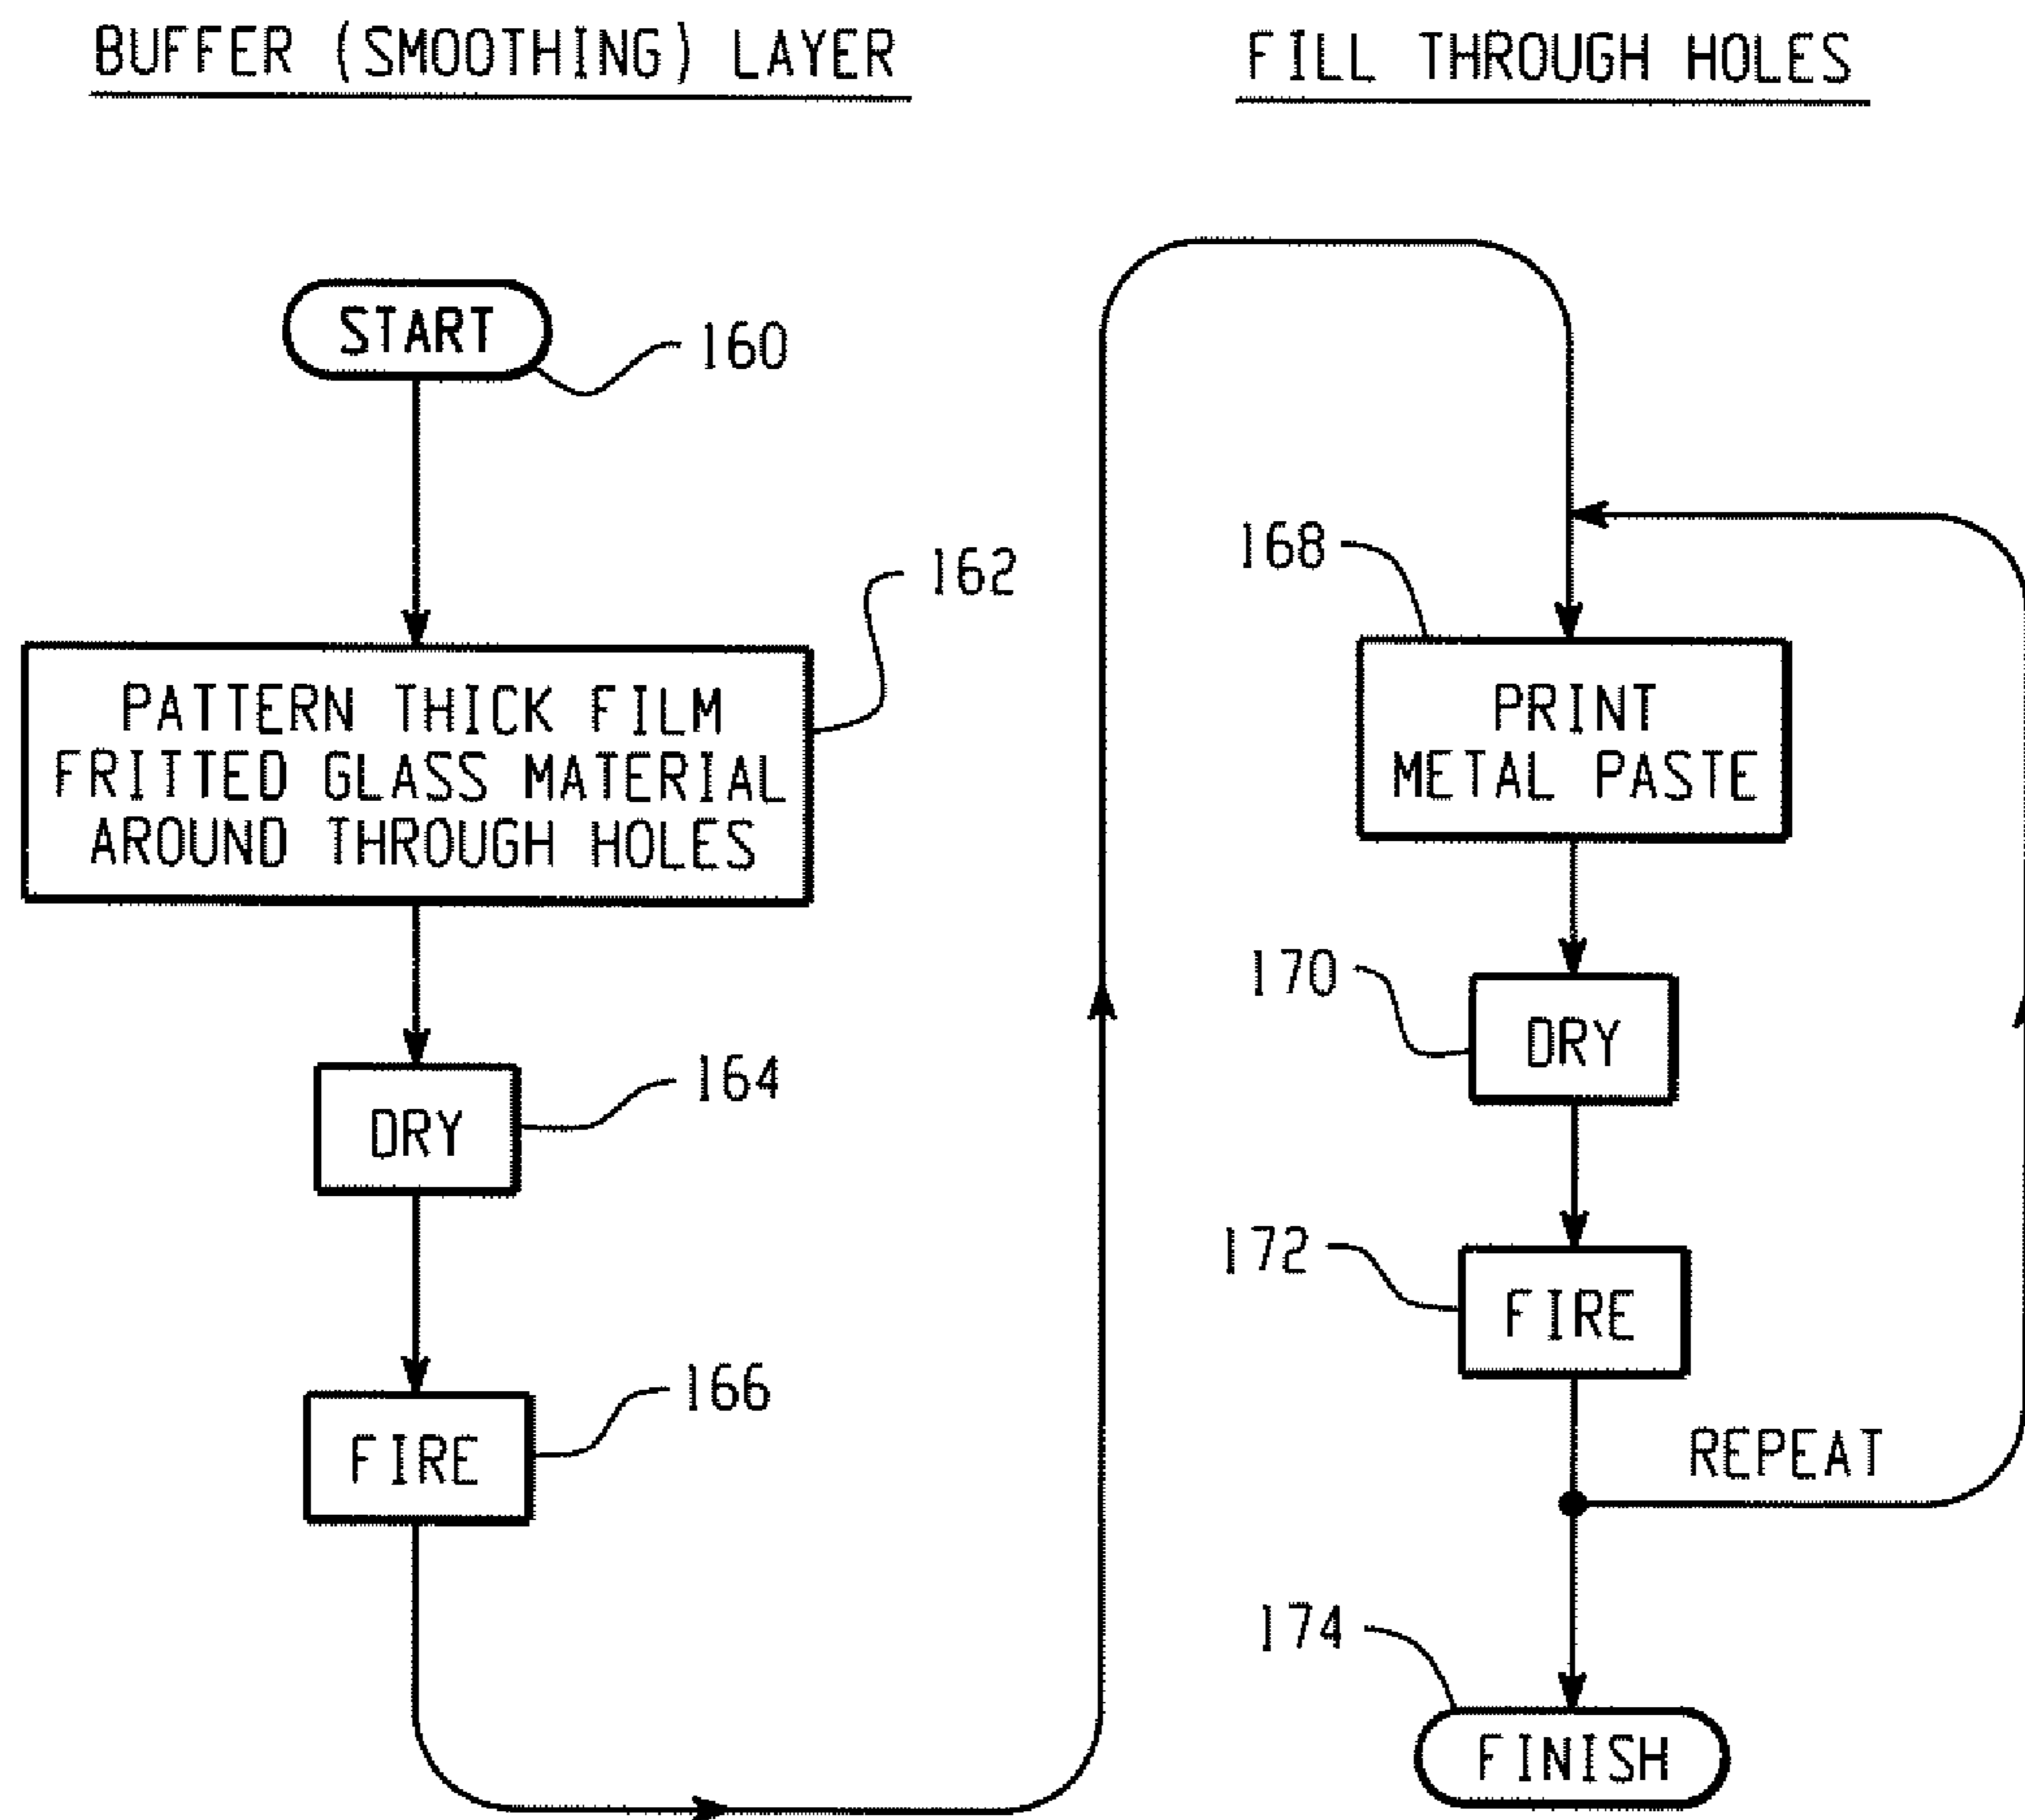 BUFFER (SMOOTHING) LAYER
START
160
162
PATTERN THICK FILM
FRITTED GLASS MATERIAL
AROUND THROUGH HOLES
164
DRY
166
FIRE
FILL THROUGH HOLES
168
PRINT
METAL PASTE
170
DRY
172
FIRE
REPEAT
174
FINISH